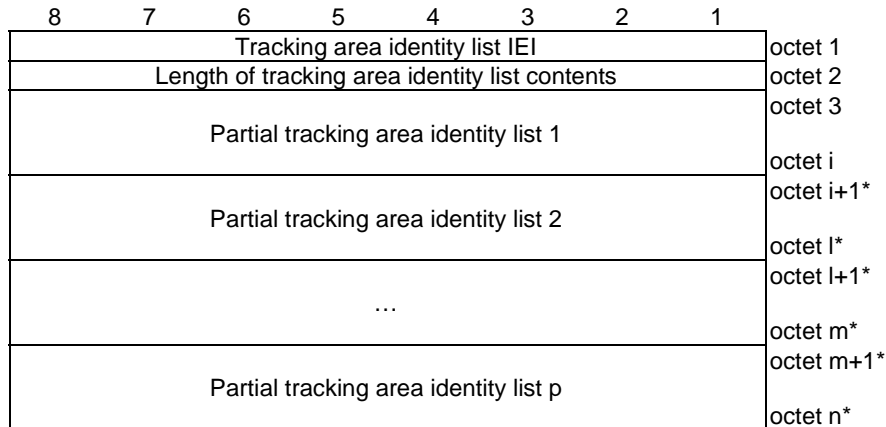 8 7 6 5 4 3 2 1
Tracking area identity list IEI octet 1
Length of tracking area identity list contents octet 2
octet 3
Partial tracking area identity list 1
octet i
octet i+1*
Partial tracking area identity list 2
octet l*
octet l+1*
…
octet m*
octet m+1*
Partial tracking area identity list p
octet n*